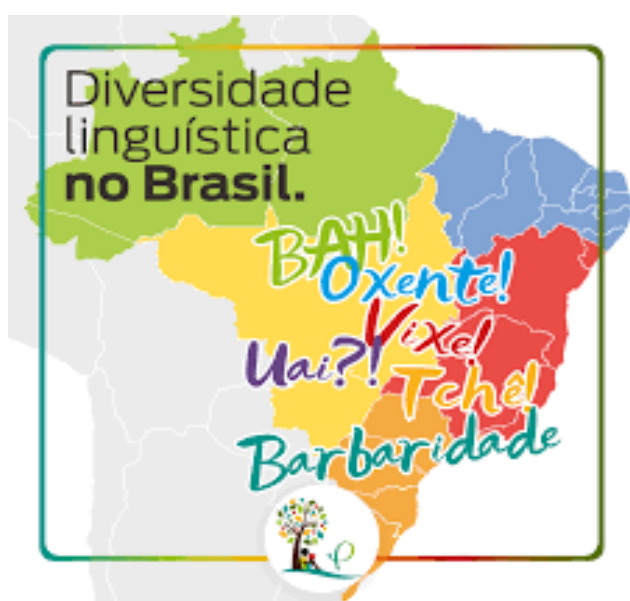 Diversidade
linguística
no Brasil.
BAH!
Oxente!
Vixe!
Uai?!
Tchê!
Barbaridade